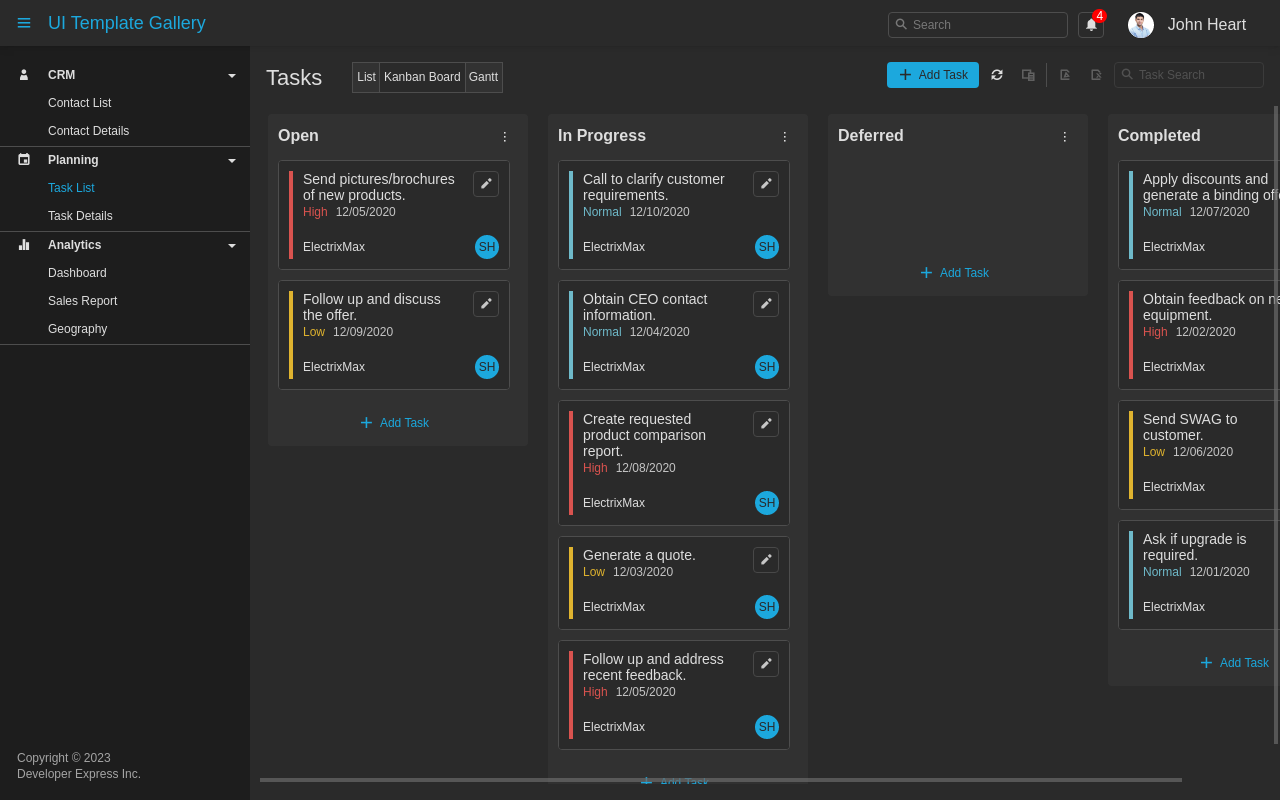 UI Template Gallery
Search
4
John Heart
CRM
Contact List
Contact Details
Planning
Task List
Task Details
Analytics
Dashboard
Sales Report
Geography
Copyright © 2023
Developer Express Inc.
Tasks
List
Kanban Board
Gantt
Add Task
Task Search
Open
Send pictures/brochures
of new products.
High 12/05/2020
ElectrixMax
SH
Follow up and discuss
the offer.
Low 12/09/2020
ElectrixMax
SH
Add Task
In Progress
Call to clarify customer
requirements.
Normal 12/10/2020
ElectrixMax
SH
Obtain CEO contact
information.
Normal 12/04/2020
ElectrixMax
SH
Create requested
product comparison
report.
High 12/08/2020
ElectrixMax
SH
Generate a quote.
Low 12/03/2020
ElectrixMax
SH
Follow up and address
recent feedback.
High 12/05/2020
ElectrixMax
SH
Add Task
Deferred
Add Task
Completed
Apply discounts and
generate a binding
Normal 12/07/2020
ElectrixMax
Obtain feedback on
equipment.
High 12/02/2020
ElectrixMax
Send SWAG to
customer.
Low 12/06/2020
ElectrixMax
Ask if upgrade is
required.
Normal 12/01/2020
ElectrixMax
Add Task